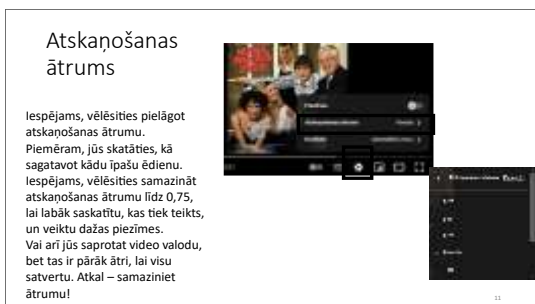 Atskaņošanas
ātrums
Iespējams, vēlēsities pielāgot
atskaņošanas ātrumu.
Piemēram, jūs skatāties, kā
sagatavot kādu īpašu ēdienu.
Iespējams, vēlēsities samazināt
atskaņošanas ātrumu līdz 0,75,
lai labāk saskatītu, kas tiek teikts,
un veiktu dažas piezīmes.
Vai arī jūs saprotat video valodu,
bet tas ir pārāk ātri, lai visu
satvertu. Atkal – samaziniet
ātrumu!
11